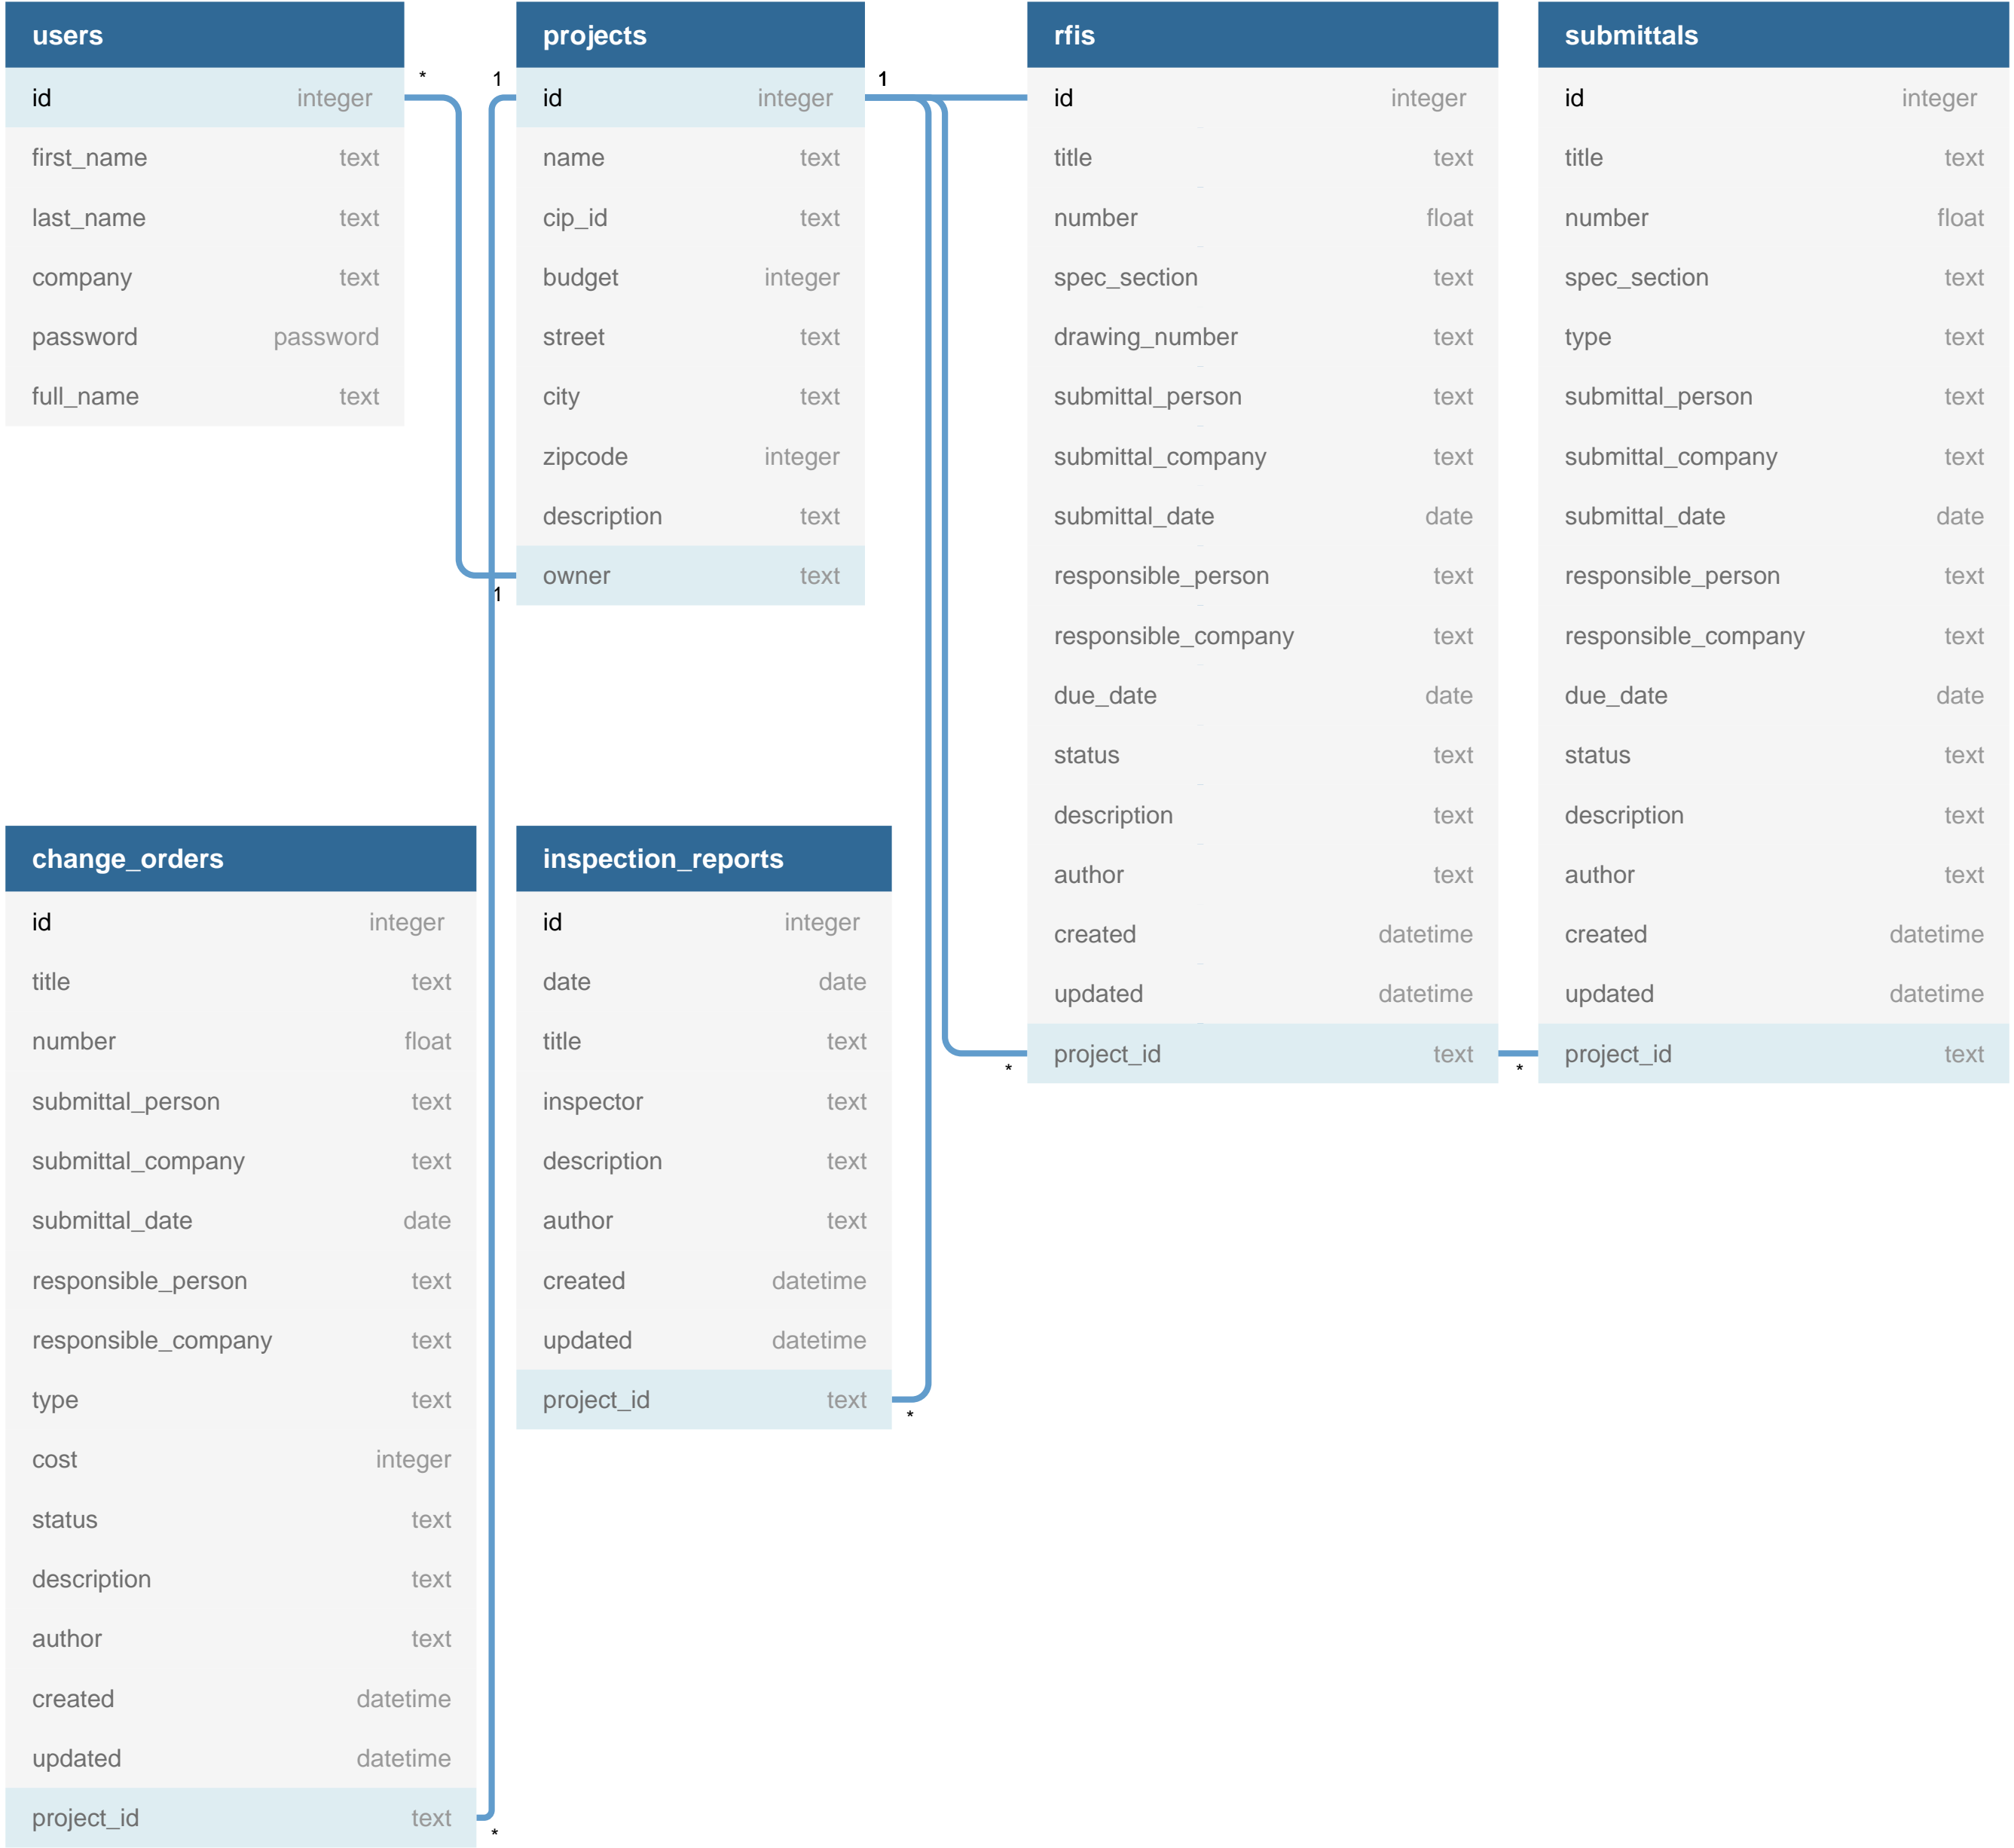 users
id integer
first_name text
last_name text
company text
password password
full_name text
* 1
projects
id integer
name text
cip_id text
budget integer
street text
city text
zipcode integer
description text
owner text
1
1
rfis
id integer
title text
number float
spec_section text
drawing_number text
submittal_person text
submittal_company text
submittal_date date
responsible_person text
responsible_company text
due_date date
status text
description text
author text
created datetime
updated datetime
project_id text
*
*
submittals
id integer
title text
number float
spec_section text
type text
submittal_person text
submittal_company text
submittal_date date
responsible_person text
responsible_company text
due_date date
status text
description text
author text
created datetime
updated datetime
project_id text
change_orders
id integer
title text
number float
submittal_person text
submittal_company text
submittal_date date
responsible_person text
responsible_company text
type text
cost integer
status text
description text
author text
created datetime
updated datetime
project_id text
*
inspection_reports
id integer
date date
title text
inspector text
description text
author text
created datetime
updated datetime
project_id text
*